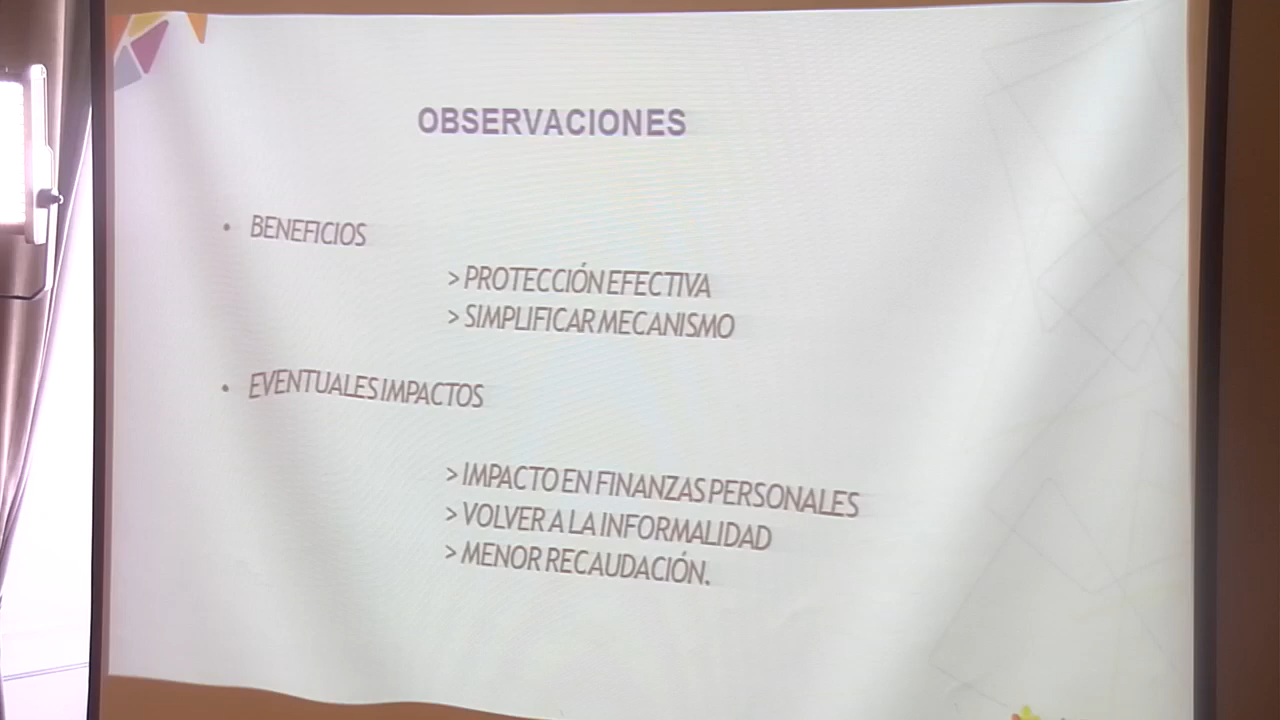 OBSERVACIONES
• BENEFICIOS
> PROTECCIÓN EFECTIVA
> SIMPLIFICAR MECANISMO
• EVENTUALES IMPACTOS
> IMPACTO EN FINANZAS PERSONALES
> VOLVER A LA INFORMALIDAD
> MENOR RECAUDACIÓN.